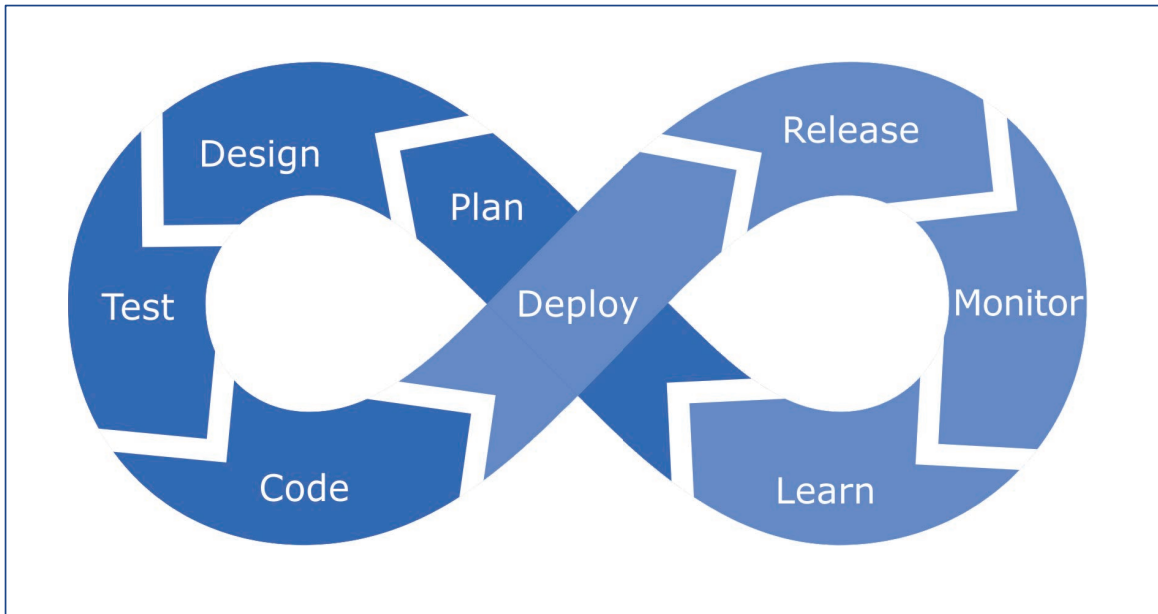 Design
Plan
Release
Test
Deploy
Monitor
Code
Learn